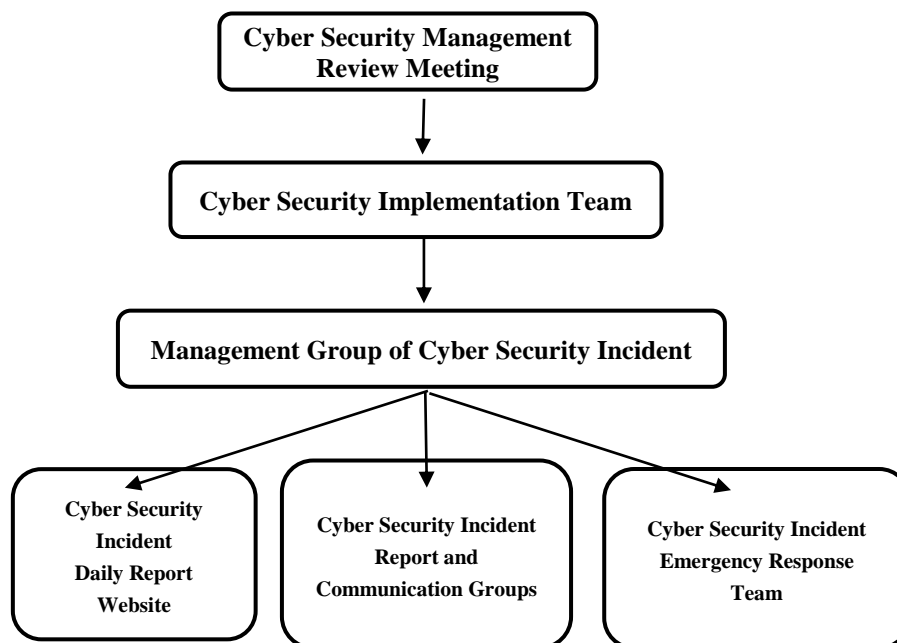 Cyber Security Management
Review Meeting
Cyber Security Implementation Team
Management Group of Cyber Security Incident
Cyber Security
Incident
Daily Report
Website
Cyber Security Incident
Report and
Communication Groups
Cyber Security Incident
Emergency Response
Team